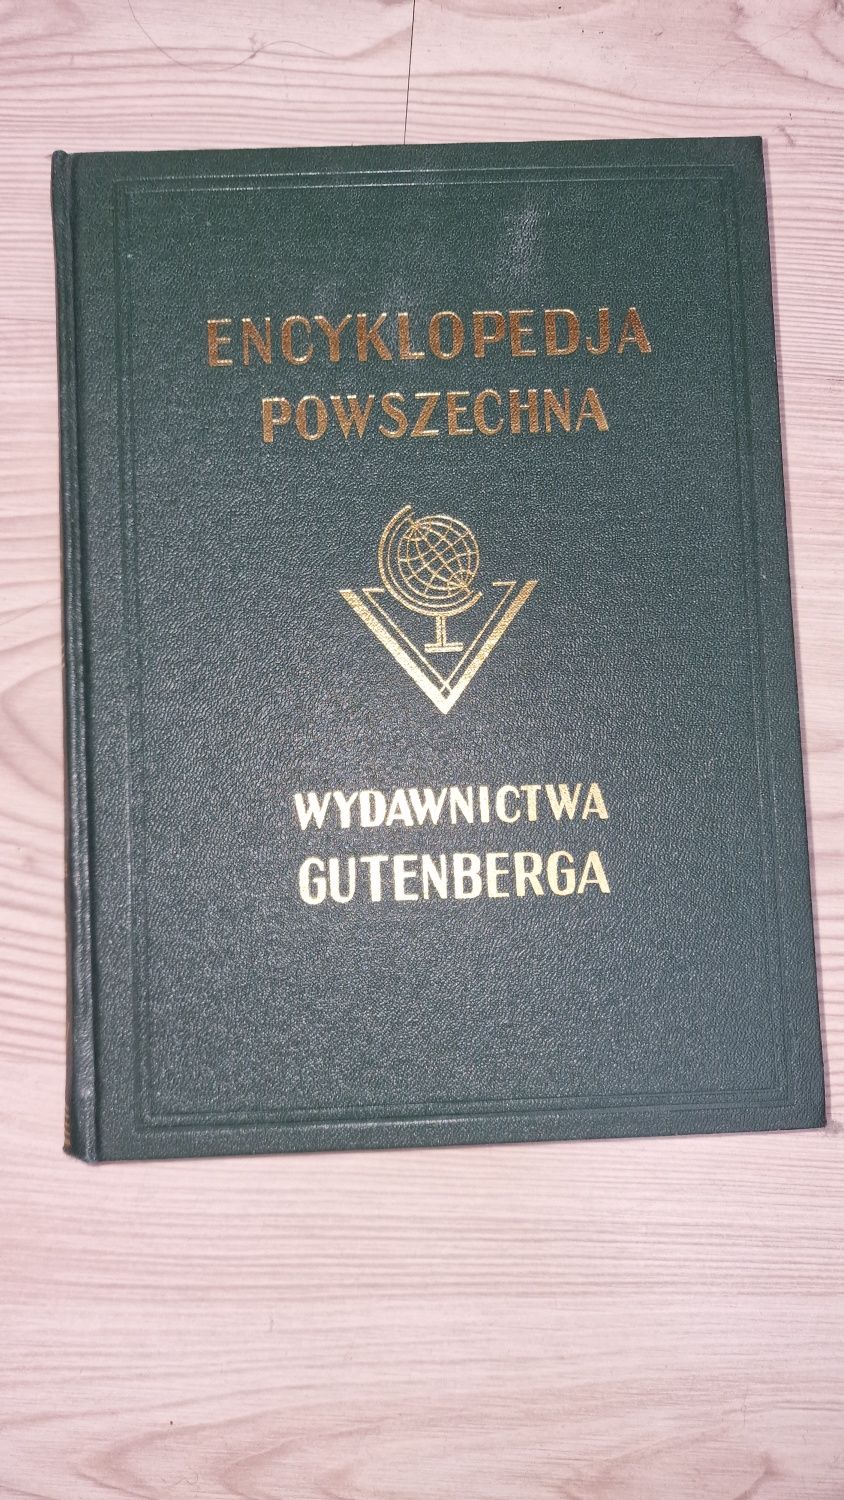 ENCYKLOPEDJA
POWSZECHNA
WYDAWNICTWA
GUTENBERGA